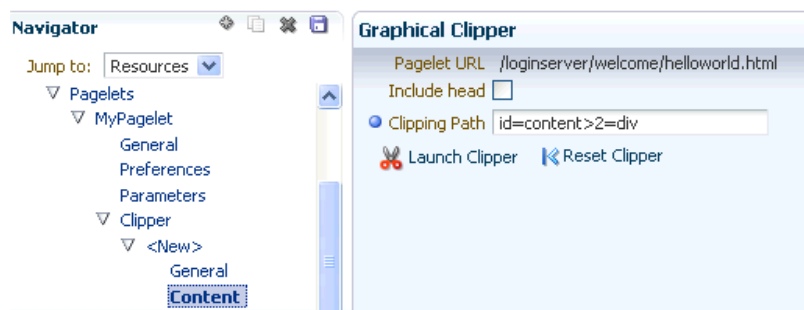 Navigator
Jump to: Resources
Pagelets
MyPagelet
General
Preferences
Parameters
Clipper
<New>
General
Content
Graphical Clipper
Pagelet URL /loginserver/welcome/helloworld.html
Include head
Clipping Path id=content>2=div
Launch Clipper Reset Clipper